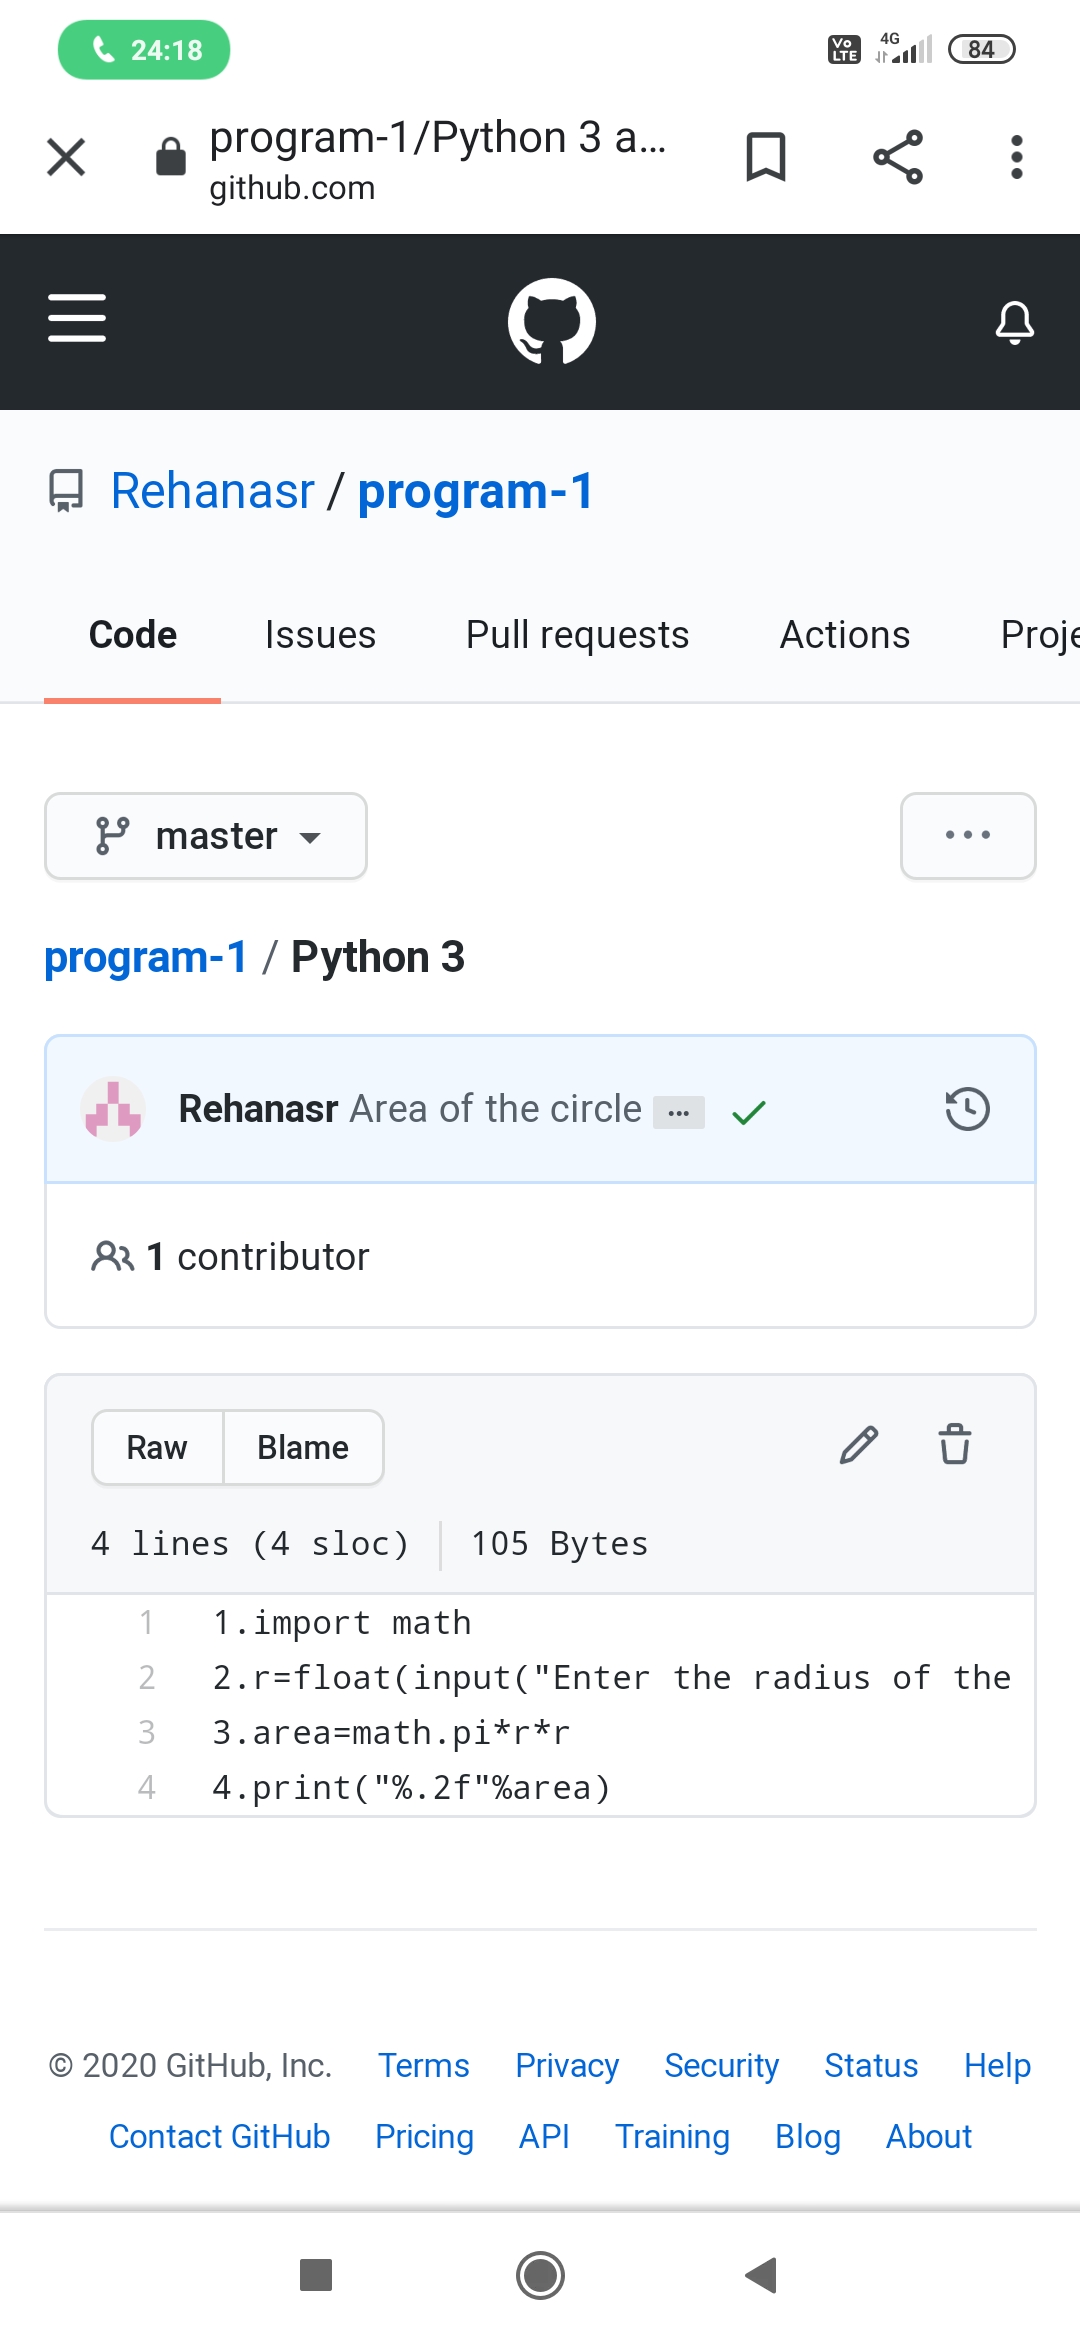 24:18
Vo LTE 4G 84
program-1/Python 3 a...
github.com
Rehanasr / program-1
Code Issues Pull requests Actions Proje
master
program-1 / Python 3
Rehanasr Area of the circle ...
1 contributor
Raw Blame
4 lines (4 sloc) 105 Bytes
1 1.import math
2 2.r=float(input("Enter the radius of the
3 3.area=math.pi*r*r
4 4.print("%.2f"%area)
© 2020 GitHub, Inc. Terms Privacy Security Status Help
Contact GitHub Pricing API Training Blog About